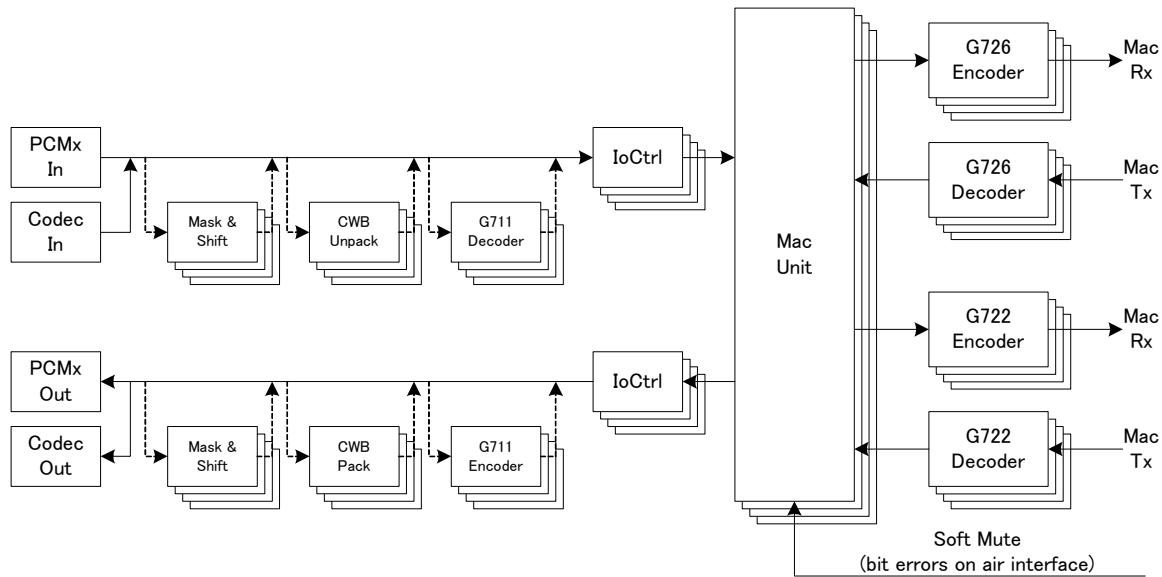 PCMx
In
Codec
In
Mask &
Shift
CWB
Unpack
G711
Decoder
IoCtrl
Mac
Unit
G726
Encoder
Mac
Rx
G726
Decoder
Mac
Tx
PCMx
Out
Codec
Out
Mask &
Shift
CWB
Pack
G711
Encoder
IoCtrl
G722
Encoder
Mac
Rx
G722
Decoder
Mac
Tx
Soft Mute
(bit errors on air interface)